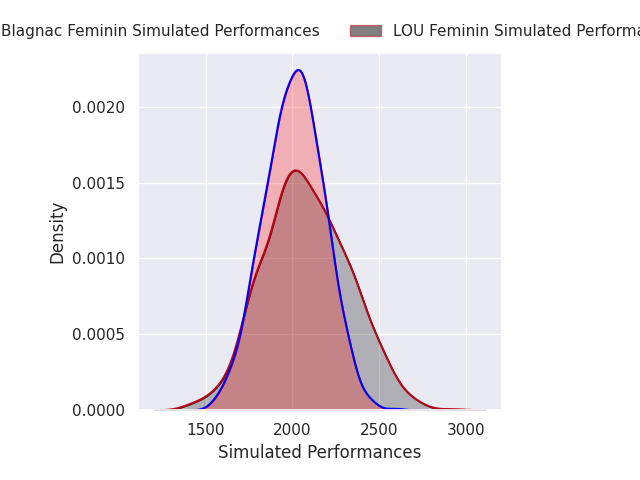 Blagnac Feminin Simulated Performances
LOU Feminin Simulated
0.0020
0.0015
0.0010
0.0005
0.0000
Density
1500 2000 2500 3000
Simulated Performances